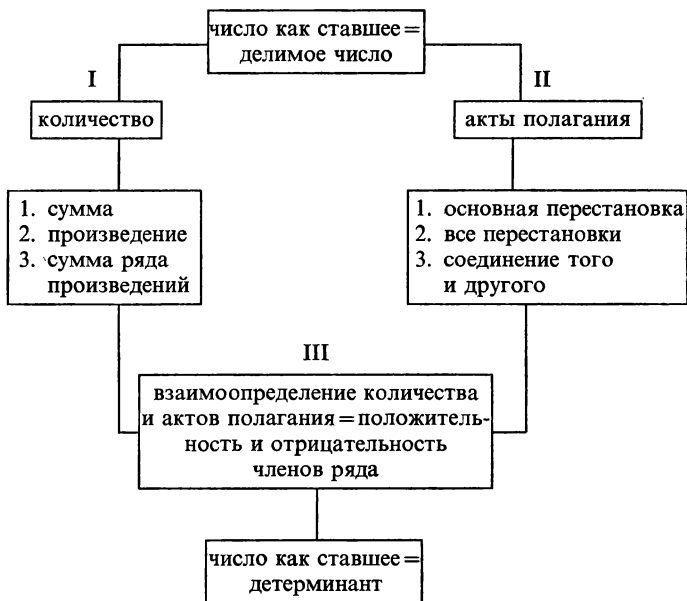 число как ставшее =
делимое число
I
II
количество
акты полагания
1. сумма
2. произведение
3. сумма ряда
произведений
1. основная перестановка
2. все перестановки
3. соединение того
и другого
III
взаимоопределение количества
и актов полагания = положитель-
ность и отрицательность
членов ряда
число как ставшее =
детерминант